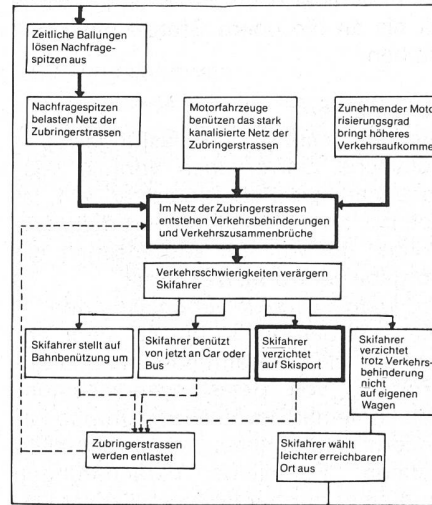 Zeitliche Ballungen
lösen Nachfrage-
spitzen aus
Nachfragespitzen
belasten Netz der
Zubringerstrassen
Motorfahrzeuge
benützen das stark
kanalisierte Netz der
Zubringerstrassen
Zunehmender Moto
risierungsgrad
bringt höheres
Verkehrsaufkomme
Im Netz der Zubringerstrassen
entstehen Verkehrsbehinderungen
und Verkehrszusammenbrüche
Verkehrsschwierigkeiten verärgern
Skifahrer
Skifahrer stellt auf
Bahnbenützung um
Skifahrer benützt
von jetzt an Car oder
Bus
Skifahrer
verzichtet
auf Skisport
Skifahrer
verzichtet
trotz Verkehrs-
behinderung
nicht
auf eigenen
Wagen
Zubringerstrassen
werden entlastet
Skifahrer wählt
leichter erreichbaren
Ort aus